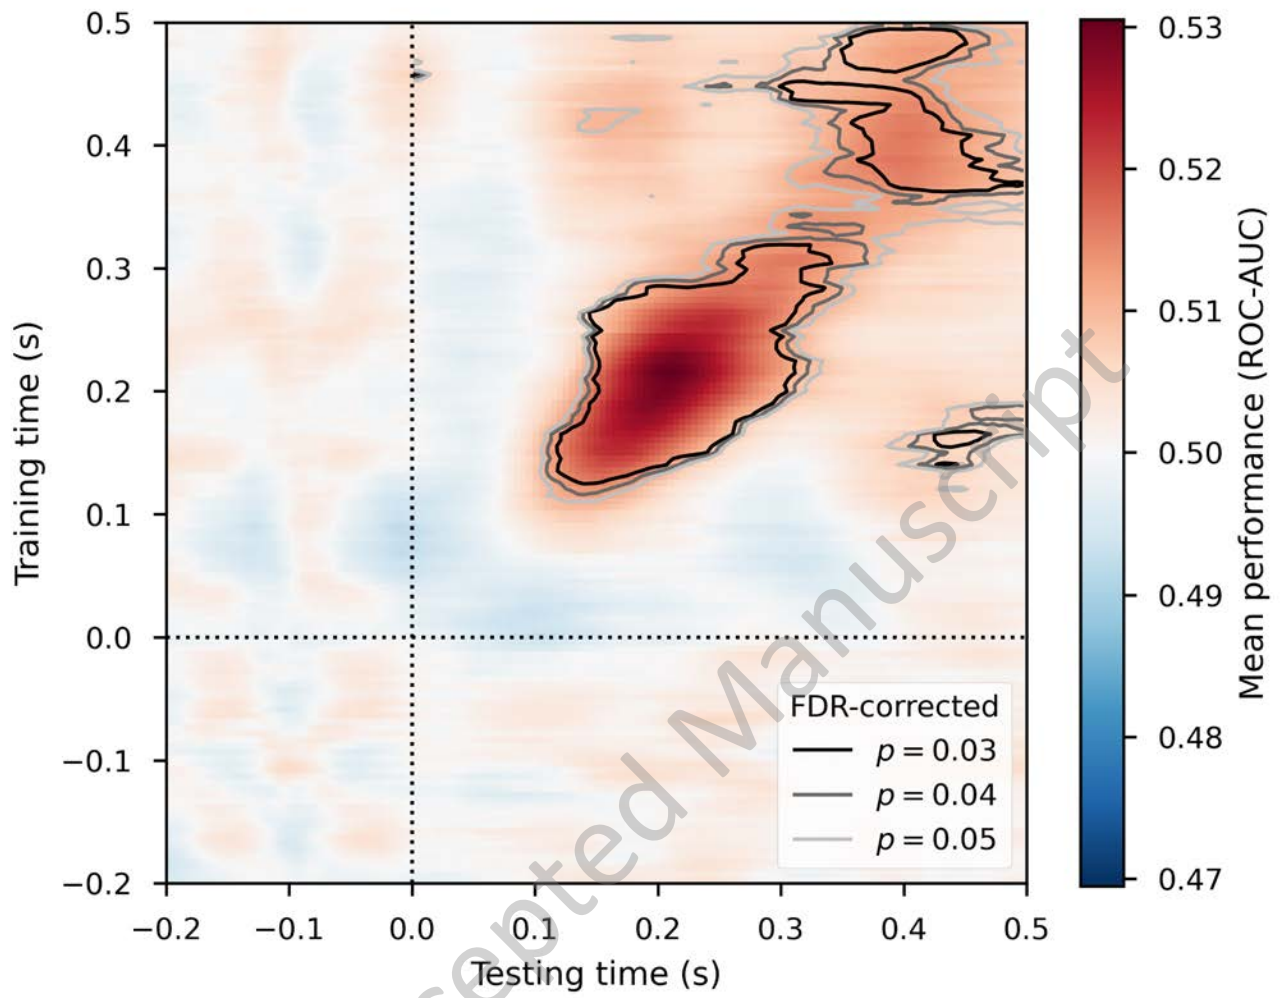 0.5
0.4
0.3
0.2
0.1
0.0
−0.1
−0.2
Training time (s)
−0.2 −0.1 0.0 0.1 0.2 0.3 0.4 0.5
Testing time (s)
FDR-corrected
p = 0.03
p = 0.04
p = 0.05
0.53
0.52
0.51
0.50
0.49
0.48
0.47
Mean performance (ROC-AUC)
cepted Manuscript